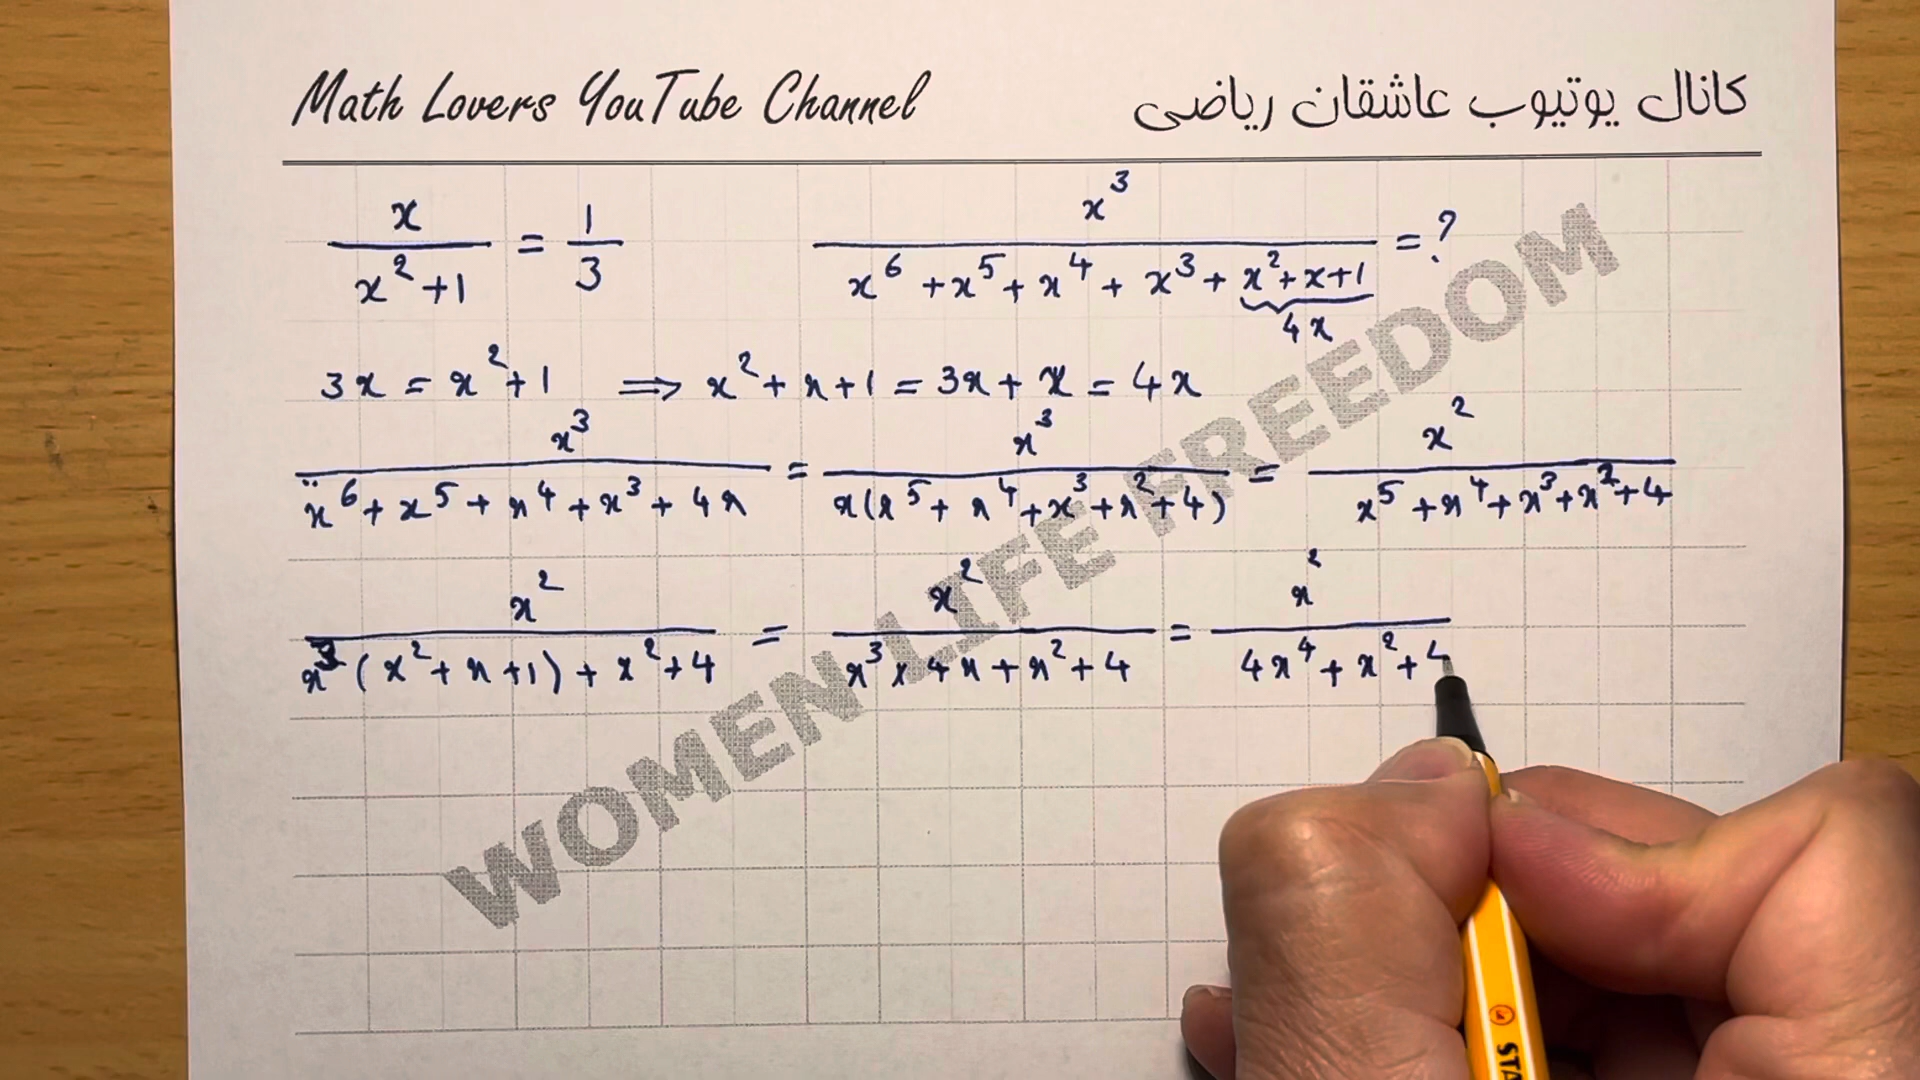 Math Lovers YouTube Channel کانال یوتیوب عاشقان ریاضی
x/(x²+1) = 1/3    x³/(x⁶+x⁵+x⁴+x³+x²+x+1) = ?
4x
3x = x²+1 ⟹ x²+x+1 = 3x+x = 4x
x³/(x⁶+x⁵+x⁴+x³+4x) = x³/(x(x⁵+x⁴+x³+x²+4)) = x²/(x⁵+x⁴+x³+x²+4)
x²/(x³(x²+x+1)+x²+4) = x²/(x³×4x+x²+4) = x²/(4x⁴+x²+4)
WOMEN LIFE FREEDOM
STA